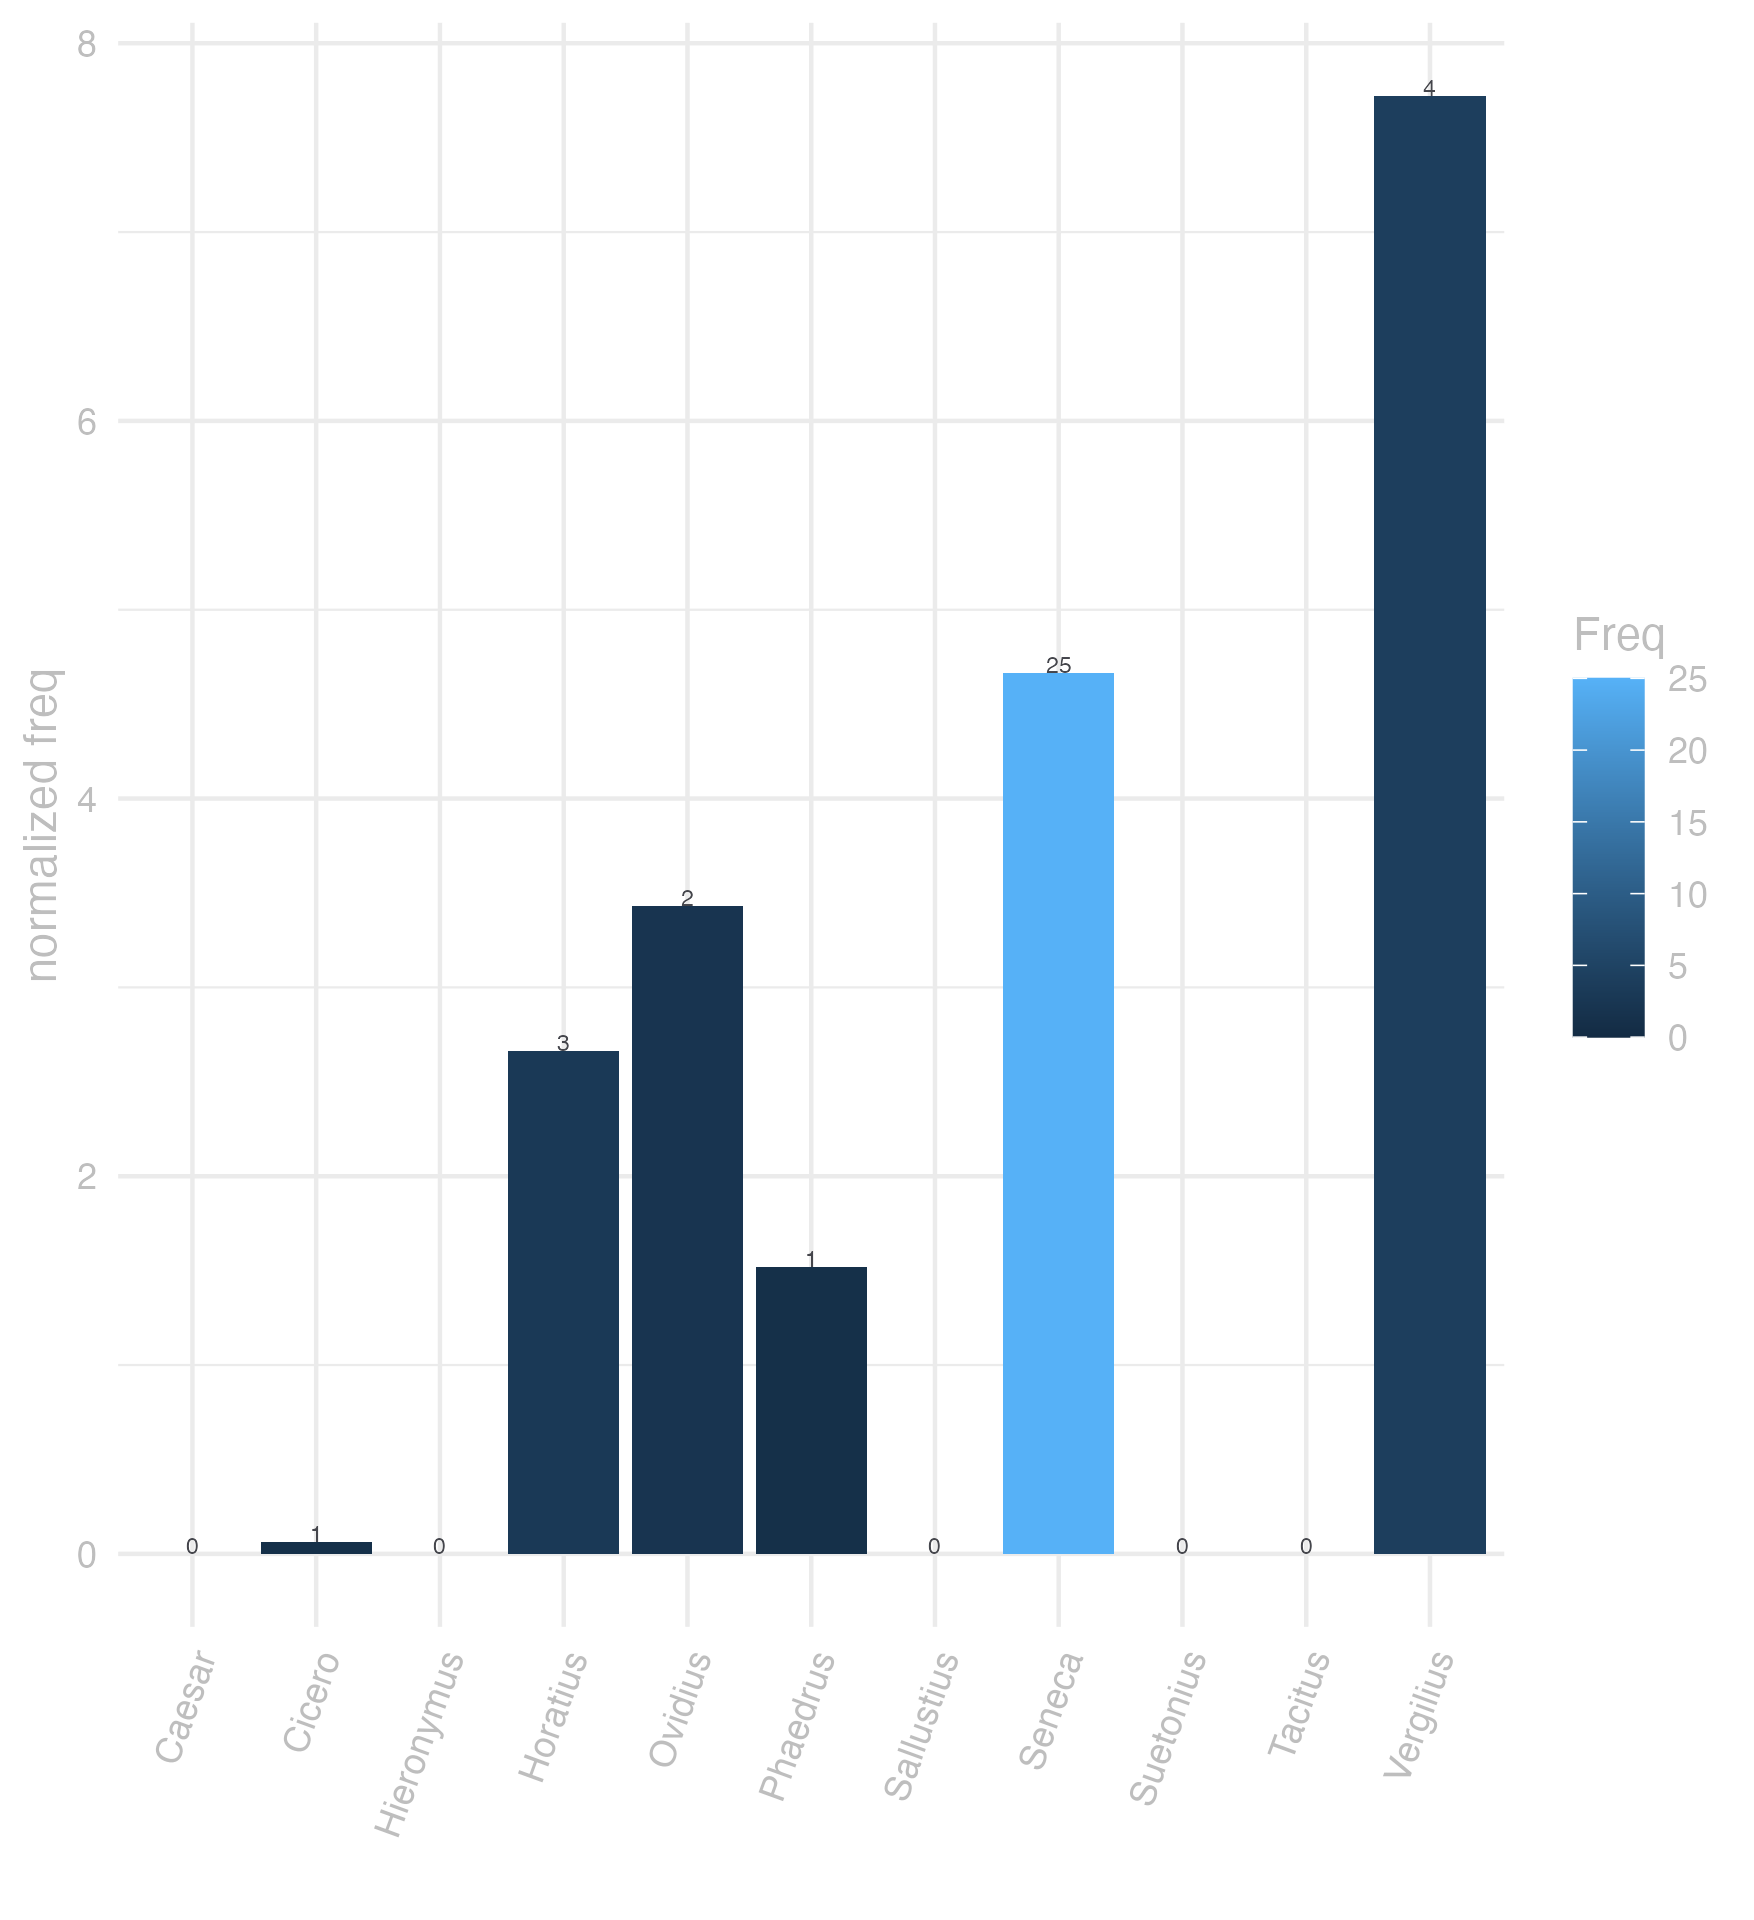 normalized freq
8
6
4
2
0
0
1
0
3
2
1
0
25
0
0
4
Caesar
Cicero
Hieronymus
Horatius
Ovidius
Phaedrus
Sallustius
Seneca
Suetonius
Tacitus
Vergilius
Freq
25
20
15
10
5
0